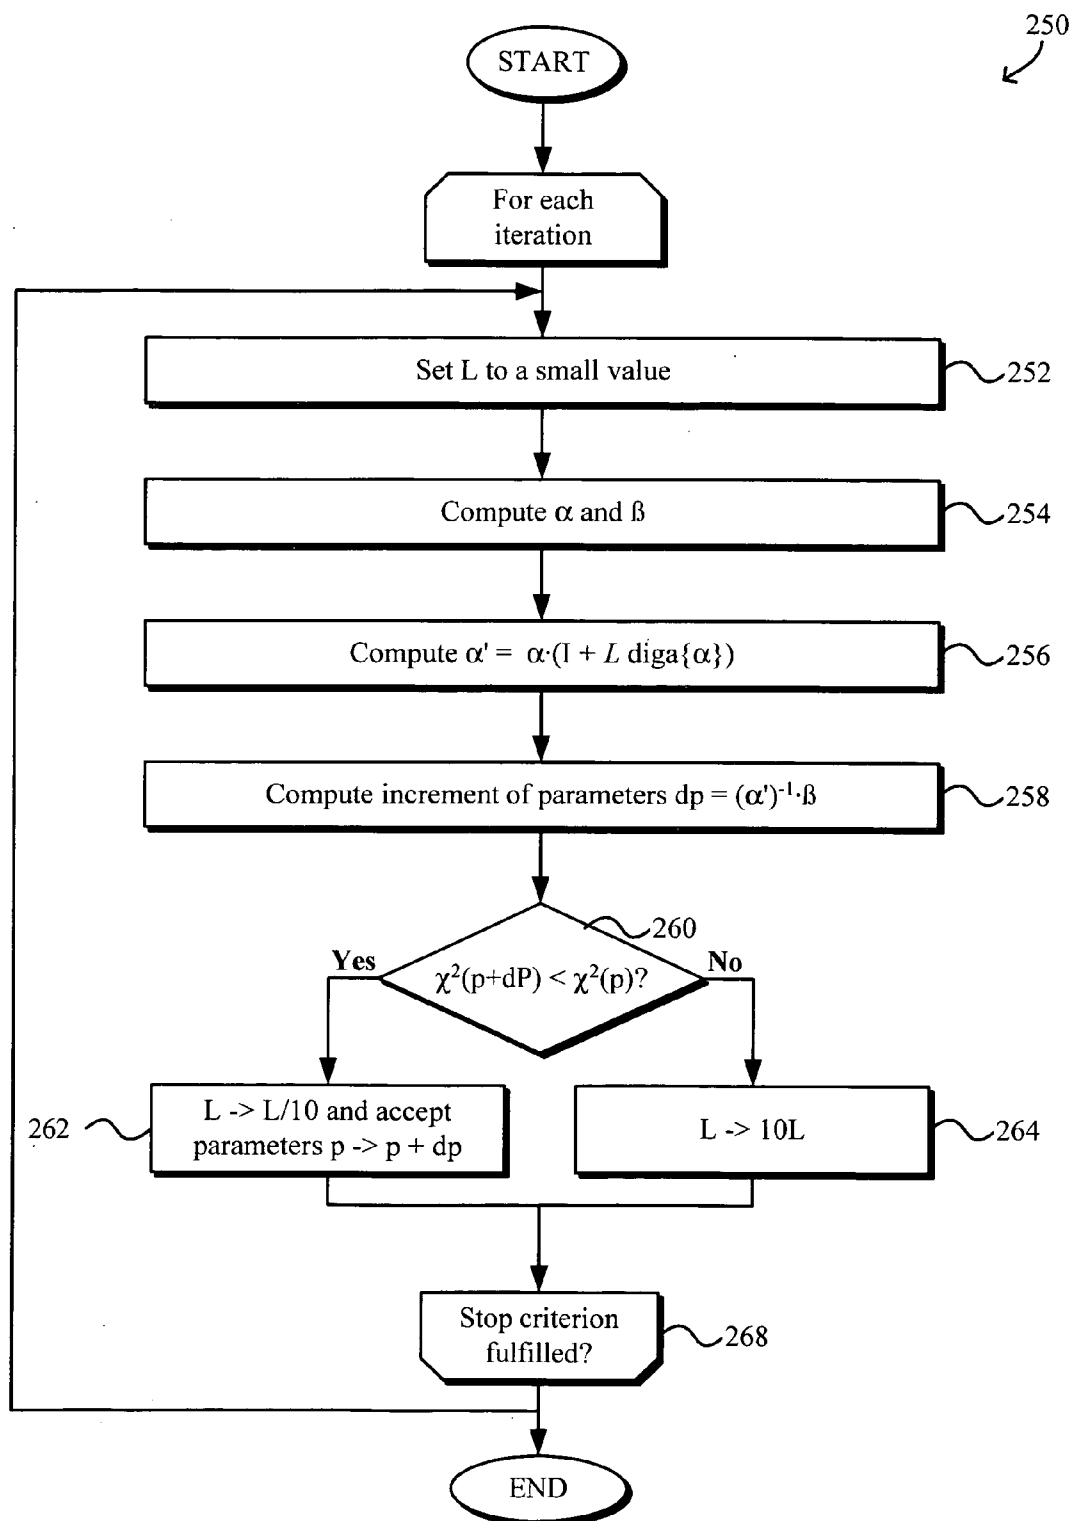 250
START
For each
iteration
Set L to a small value
252
Compute α and ß
254
Compute α' = α·(I + L diga{α})
256
Compute increment of parameters dp = (α')⁻¹·ß
258
260
Yes
χ²(p+dP) < χ²(p)?
No
262
L -> L/10 and accept
parameters p -> p + dp
L -> 10L
264
Stop criterion
fulfilled?
268
END